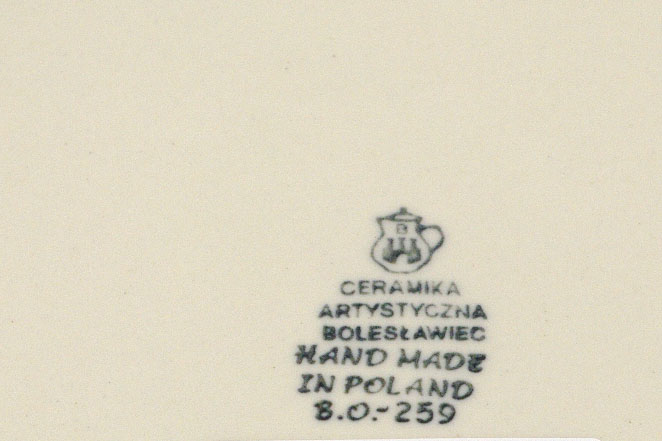 B
CERAMIKA
ARTYSTYCZNA
BOLESŁAWIEC
HAND MADE
IN POLAND
B.O.-259